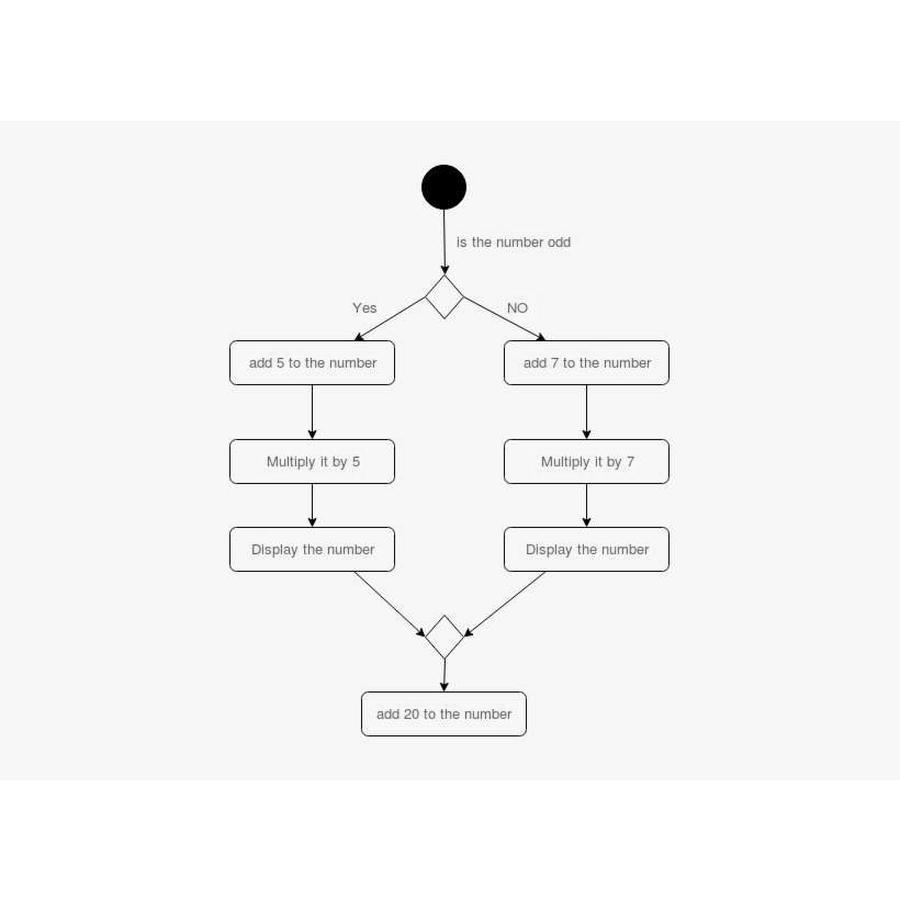 is the number odd
Yes
NO
add 5 to the number
add 7 to the number
Multiply it by 5
Multiply it by 7
Display the number
Display the number
add 20 to the number